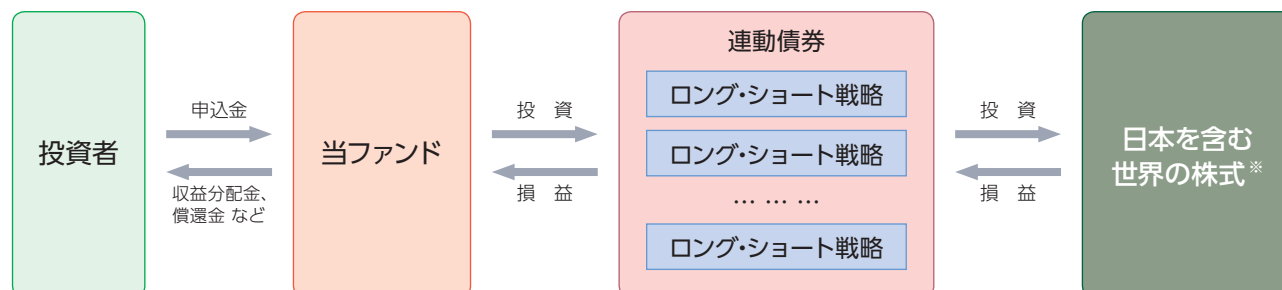 投資者
申込金
収益分配金、
償還金 など
当ファンド
投 資
損 益
連動債券
ロング・ショート戦略
ロング・ショート戦略
… … …
ロング・ショート戦略
投 資
損 益
日本を含む
世界の株式※